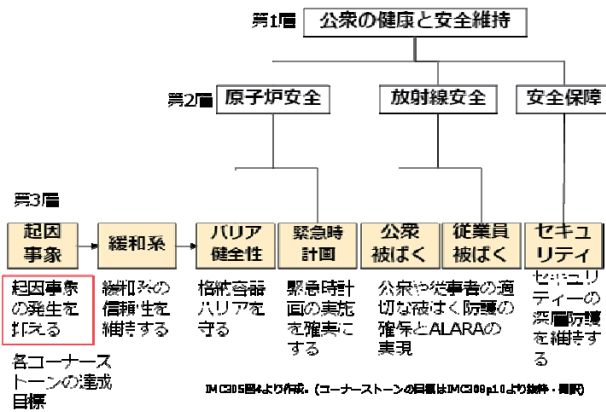 第1層
公衆の健康と安全維持
第2層
原子炉安全
放射線安全
安全保障
第3層
起因
事象
緩和系
バリア
健全性
緊急時
計画
公衆
被ばく
従業員
被ばく
セキュ
リティ
起因事象
の発生を
抑える
緩和系の
信頼性を
維持する
格納容器
バリアを
守る
緊急時計
画の実施
を確実に
する
公衆や従事者の適
切な被ばく防護の
確保とALARAの
実現
セキュリ
ティーの
深層防護
を維持す
る
各コーナース
トーンの達成
目標
IMC305図4より作成。(コーナーストーンの目標はIMC308p10より抜粋・翻訳)